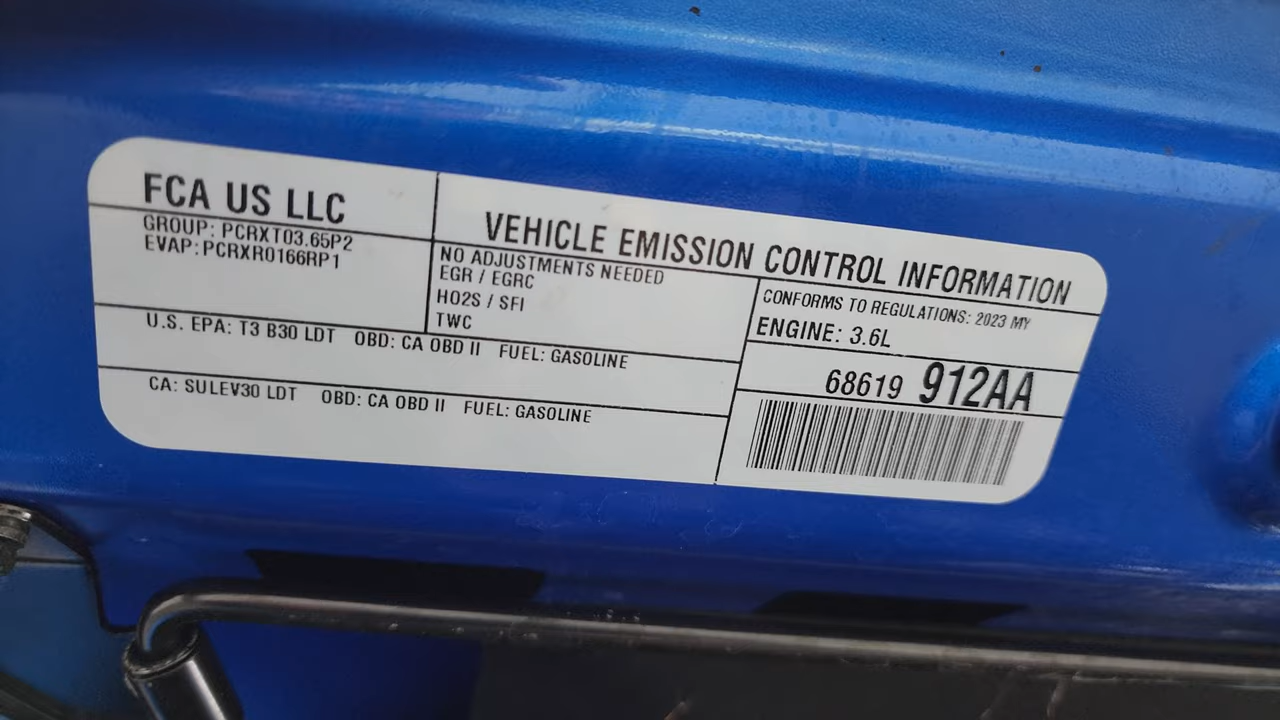 FCA US LLC
VEHICLE EMISSION CONTROL INFORMATION
GROUP: PCRXT03.65P2
EVAP: PCRXR0166RP1
NO ADJUSTMENTS NEEDED
EGR / EGRC
HO2S / SFI
TWC
CONFORMS TO REGULATIONS: 2023 MY
ENGINE: 3.6L
U.S. EPA: T3 B30 LDT OBD: CA OBD II FUEL: GASOLINE
CA: SULEV30 LDT OBD: CA OBD II FUEL: GASOLINE
68619 912AA